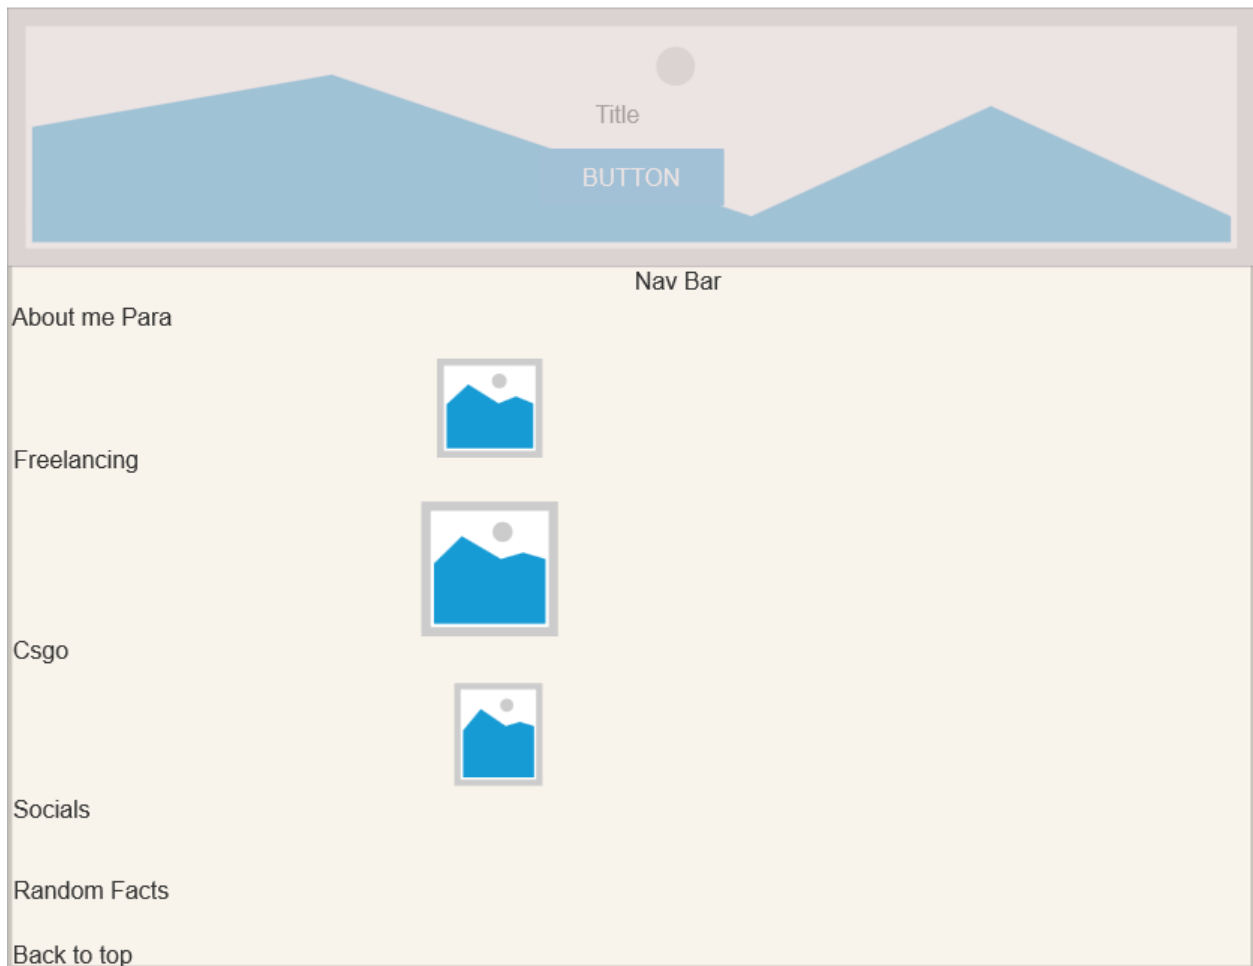 Title
BUTTON
Nav Bar
About me Para
Freelancing
Csgo
Socials
Random Facts
Back to top